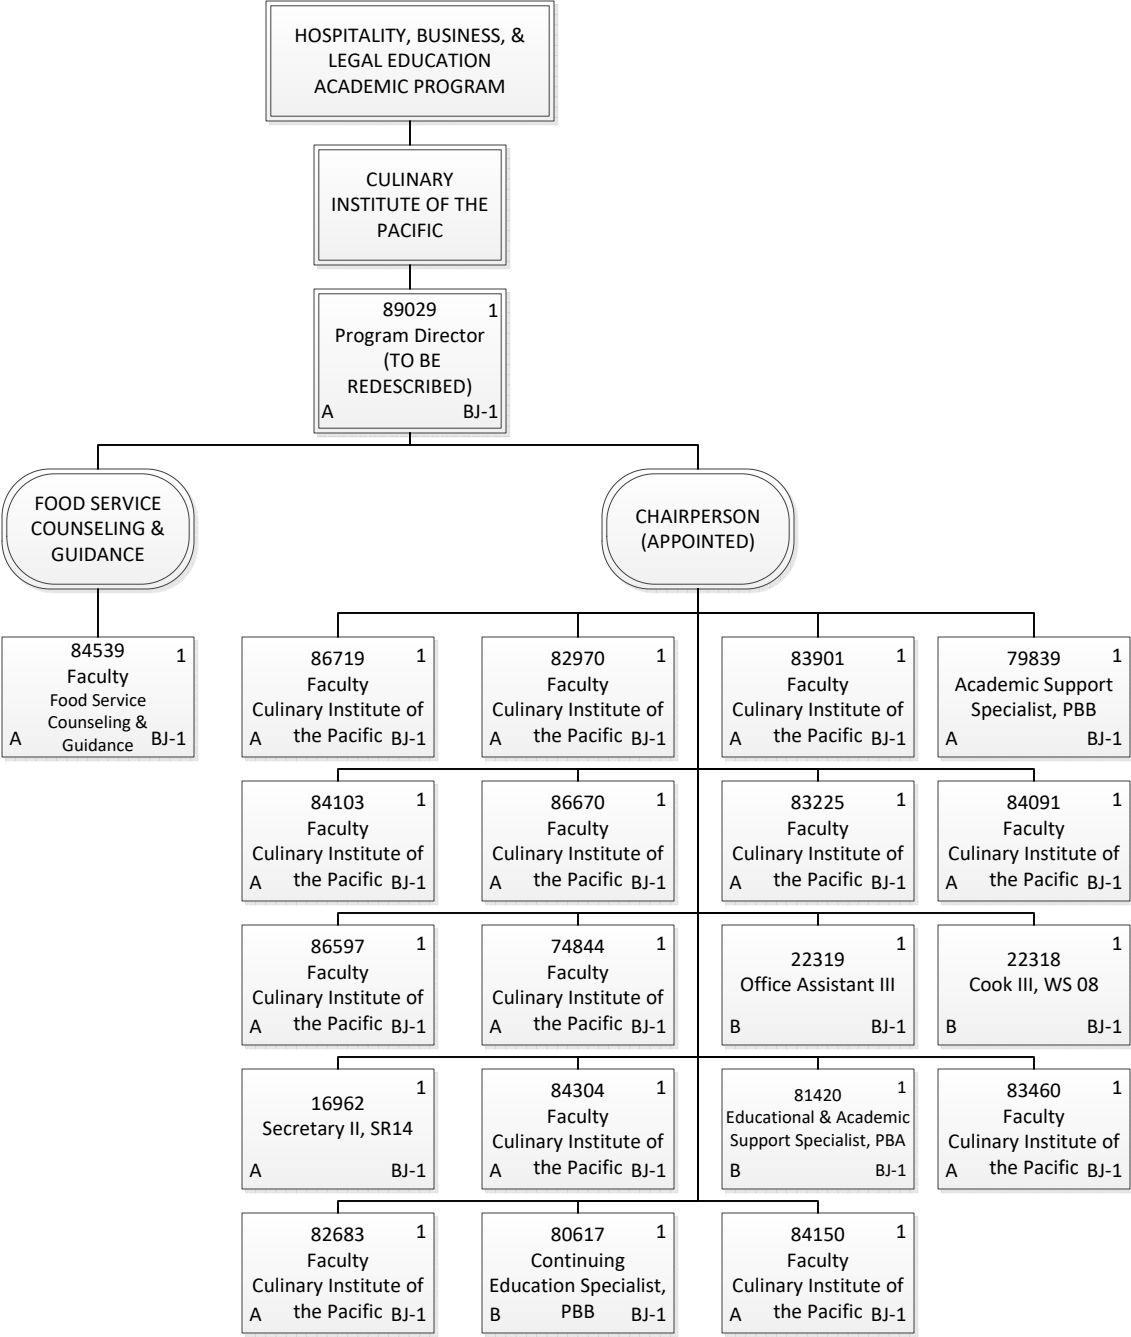 HOSPITALITY, BUSINESS, &
LEGAL EDUCATION
ACADEMIC PROGRAM
CULINARY
INSTITUTE OF THE
PACIFIC
89029 1
Program Director
(TO BE
REDESCRIBED)
A BJ-1
FOOD SERVICE
COUNSELING &
GUIDANCE
CHAIRPERSON
(APPOINTED)
84539 1
Faculty
Food Service
Counseling &
A Guidance BJ-1
86719 1
Faculty
Culinary Institute of
A the Pacific BJ-1
82970 1
Faculty
Culinary Institute of
A the Pacific BJ-1
83901 1
Faculty
Culinary Institute of
A the Pacific BJ-1
79839 1
Academic Support
Specialist, PBB
A BJ-1
84103 1
Faculty
Culinary Institute of
A the Pacific BJ-1
86670 1
Faculty
Culinary Institute of
A the Pacific BJ-1
83225 1
Faculty
Culinary Institute of
A the Pacific BJ-1
84091 1
Faculty
Culinary Institute of
A the Pacific BJ-1
86597 1
Faculty
Culinary Institute of
A the Pacific BJ-1
74844 1
Faculty
Culinary Institute of
A the Pacific BJ-1
22319 1
Office Assistant III
B BJ-1
22318 1
Cook III, WS 08
B BJ-1
16962 1
Secretary II, SR14
A BJ-1
84304 1
Faculty
Culinary Institute of
A the Pacific BJ-1
81420 1
Educational & Academic
Support Specialist, PBA
B BJ-1
83460 1
Faculty
Culinary Institute of
A the Pacific BJ-1
82683 1
Faculty
Culinary Institute of
A the Pacific BJ-1
80617 1
Continuing
Education Specialist,
B PBB BJ-1
84150 1
Faculty
Culinary Institute of
A the Pacific BJ-1